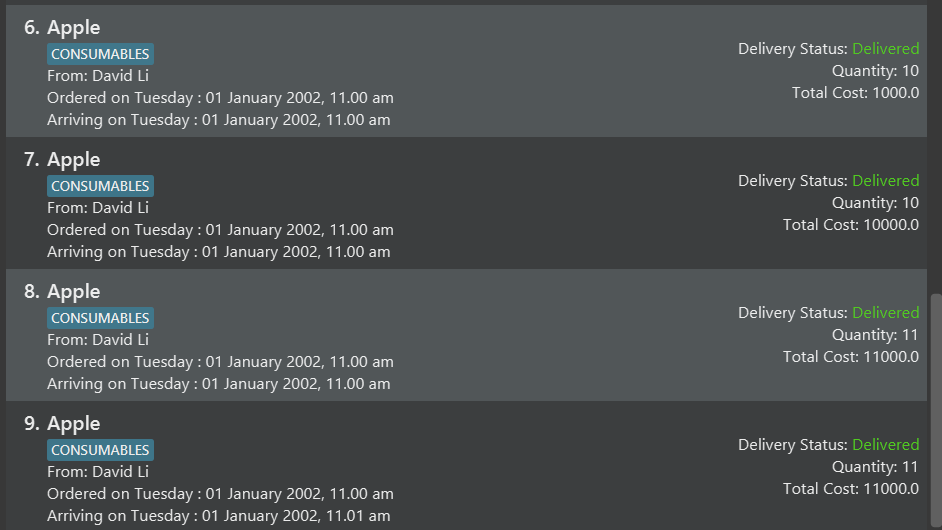 6. Apple
CONSUMABLES
From: David Li
Ordered on Tuesday : 01 January 2002, 11.00 am
Arriving on Tuesday : 01 January 2002, 11.00 am
Delivery Status: Delivered
Quantity: 10
Total Cost: 1000.0
7. Apple
CONSUMABLES
From: David Li
Ordered on Tuesday : 01 January 2002, 11.00 am
Arriving on Tuesday : 01 January 2002, 11.00 am
Delivery Status: Delivered
Quantity: 10
Total Cost: 10000.0
8. Apple
CONSUMABLES
From: David Li
Ordered on Tuesday : 01 January 2002, 11.00 am
Arriving on Tuesday : 01 January 2002, 11.00 am
Delivery Status: Delivered
Quantity: 11
Total Cost: 11000.0
9. Apple
CONSUMABLES
From: David Li
Ordered on Tuesday : 01 January 2002, 11.00 am
Arriving on Tuesday : 01 January 2002, 11.01 am
Delivery Status: Delivered
Quantity: 11
Total Cost: 11000.0